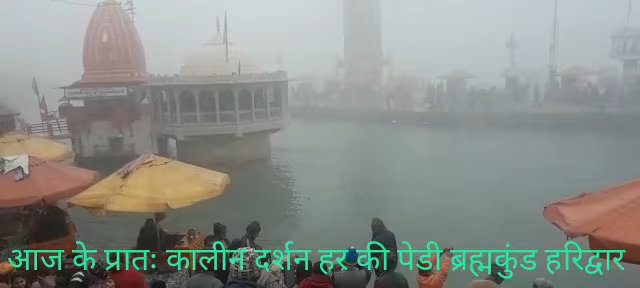 आज के प्रातः कालीन दर्शन हर की पेडी ब्रह्मकुंड हरिद्वार